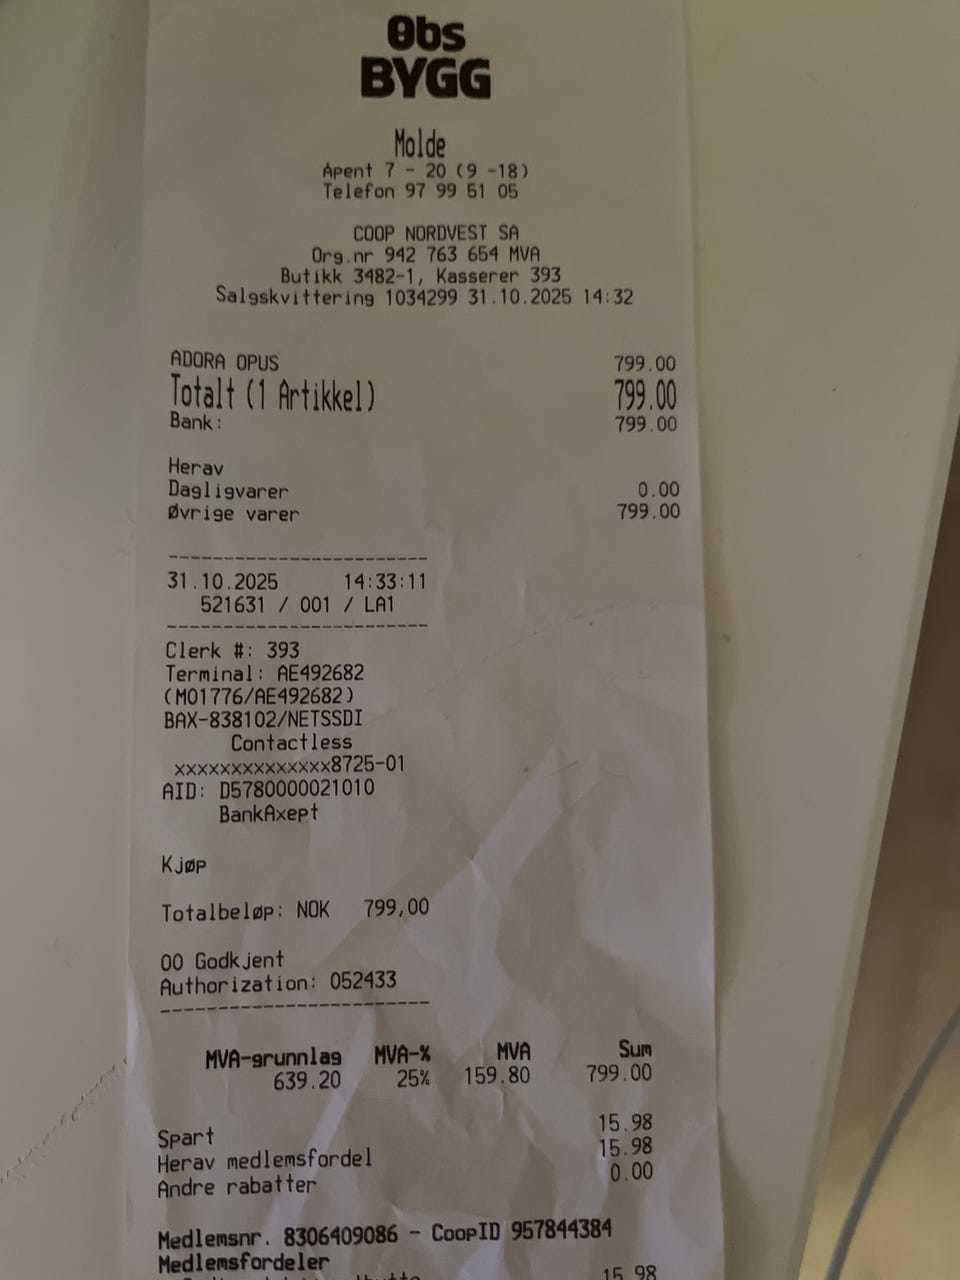 Obs
BYGG
Molde
Åpent 7 - 20 (9 -18)
Telefon 97 99 51 05
COOP NORDVEST SA
Org.nr 942 763 654 MVA
Butikk 3482-1, Kasserer 393
Salgskvittering 1034299 31.10.2025 14:32
ADORA OPUS 799.00
Totalt (1 Artikkel) 799.00
Bank: 799.00
Herav
Dagligvarer 0.00
Øvrige varer 799.00
------------------------
31.10.2025 14:33:11
521631 / 001 / LA1
------------------------
Clerk #: 393
Terminal: AE492682
(M01776/AE492682)
BAX-838102/NETSSDI
Contactless
xxxxxxxxxxxxxx8725-01
AID: D5780000021010
BankAxept
Kjøp
Totalbeløp: NOK 799,00
00 Godkjent
Authorization: 052433
-------------------------
MVA-grunnlag MVA-% MVA Sum
639.20 25% 159.80 799.00
Spart 15.98
Herav medlemsfordel 15.98
Andre rabatter 0.00
Medlemsnr. 8306409086 - CoopID 957844384
Medlemsfordeler
15.98